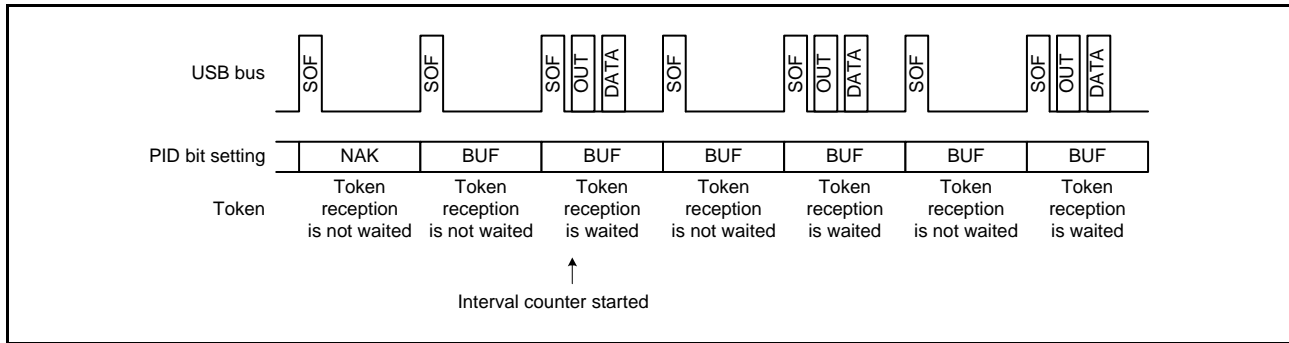 USB bus
SOF SOF SOF OUT DATA SOF SOF OUT DATA SOF SOF OUT DATA
PID bit setting NAK BUF BUF BUF BUF BUF BUF
Token
Token reception is not waited
Token reception is not waited
Token reception is waited
Token reception is not waited
Token reception is waited
Token reception is not waited
Token reception is waited
Interval counter started